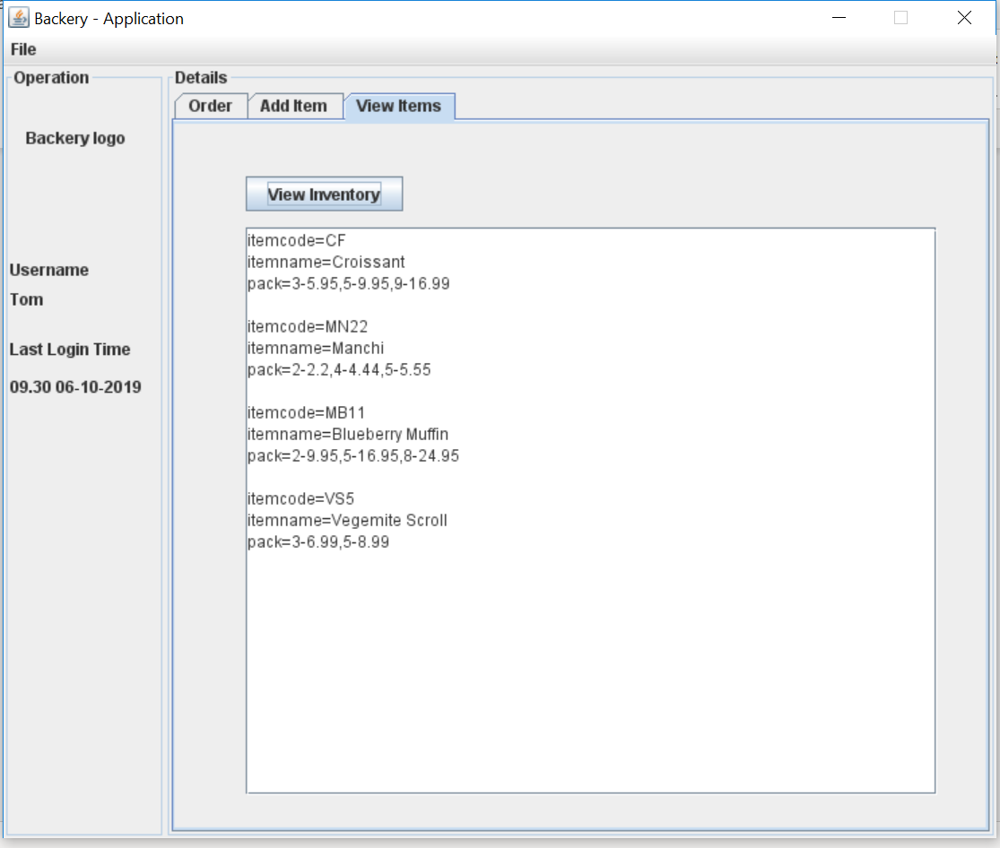 Backery - Application
File
Operation
Backery logo
Username
Tom
Last Login Time
09.30 06-10-2019
Details
Order
Add Item
View Items
View Inventory
itemcode=CF
itemname=Croissant
pack=3-5.95,5-9.95,9-16.99
itemcode=MN22
itemname=Manchi
pack=2-2.2,4-4.44,5-5.55
itemcode=MB11
itemname=Blueberry Muffin
pack=2-9.95,5-16.95,8-24.95
itemcode=VS5
itemname=Vegemite Scroll
pack=3-6.99,5-8.99